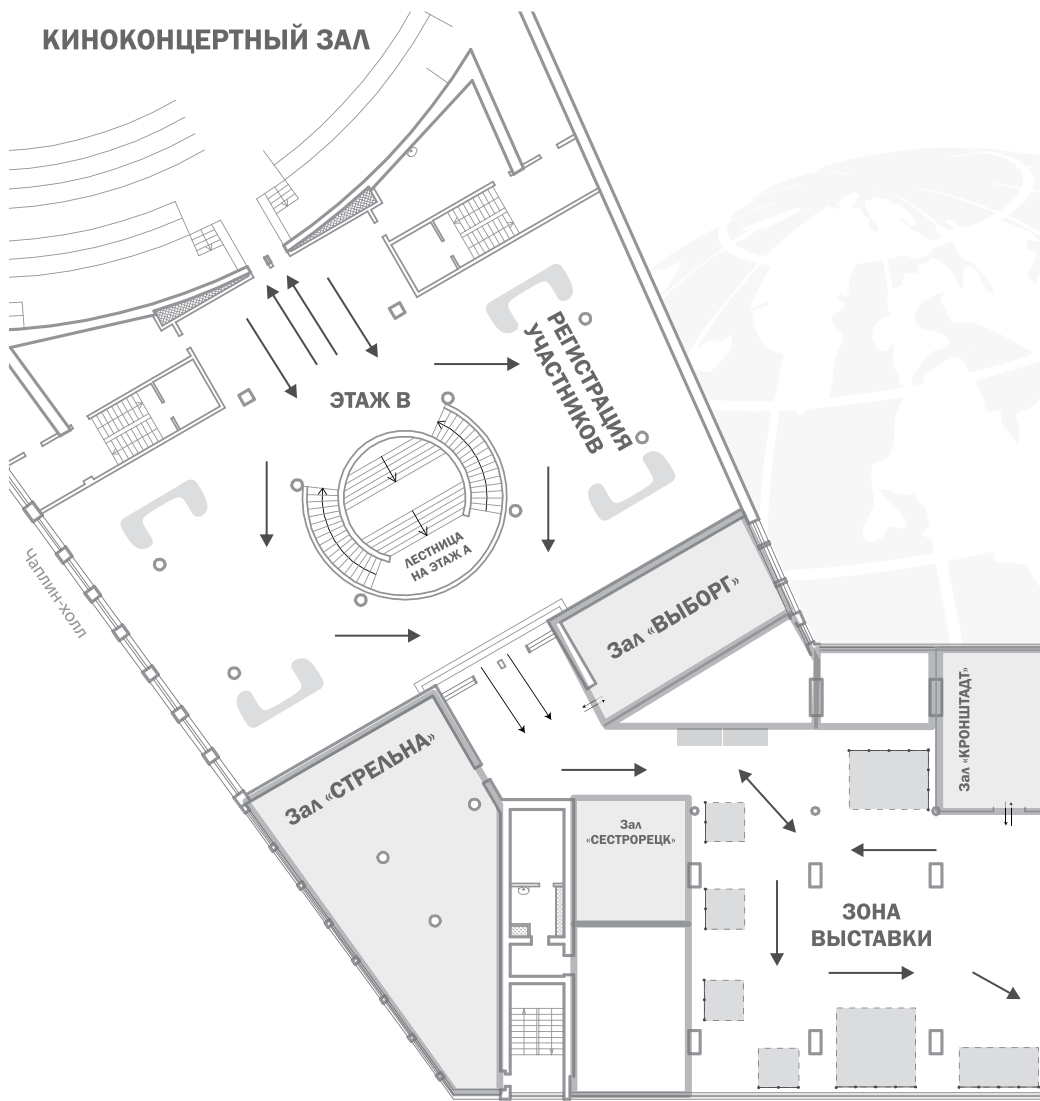 КИНОКОНЦЕРТНЫЙ ЗАЛ
РЕГИСТРАЦИЯ
УЧАСТНИКОВ
ЭТАЖ В
ЛЕСТНИЦА
НА ЭТАЖ А
Чаплин-холл
Зал «ВЫБОРГ»
Зал «КРОНШТАДТ»
Зал «СТРЕЛЬНА»
Зал
«СЕСТРОРЕЦК»
ЗОНА
ВЫСТАВКИ